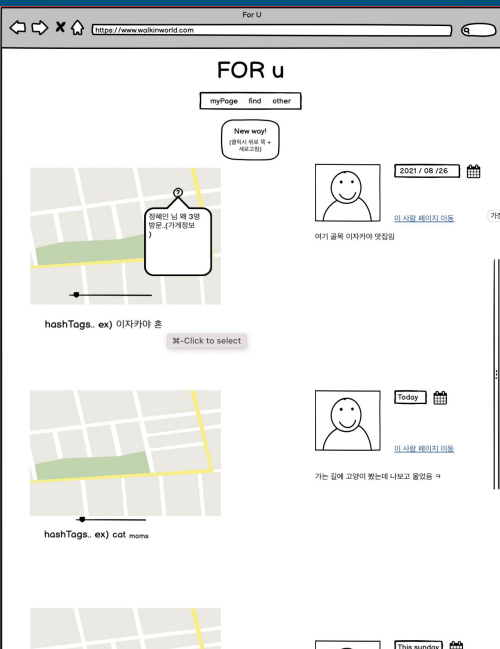 For U
https://www.walkinworld.com
FOR u
myPage find other
New way!
(클릭시 위로 쭉 +
새로고침)
?
정혜인 님 왜 3명
방문..(가게정보
)
2021 / 08 /26
이 사람 페이지 이동
여기 골목 이자카야 맛집임
hashTags.. ex) 이자카야 혼
⌘-Click to select
Today
이 사람 페이지 이동
가는 길에 고양이 봤는데 나보고 울었음 ㅋ
hashTags.. ex) cat moms
This sunday